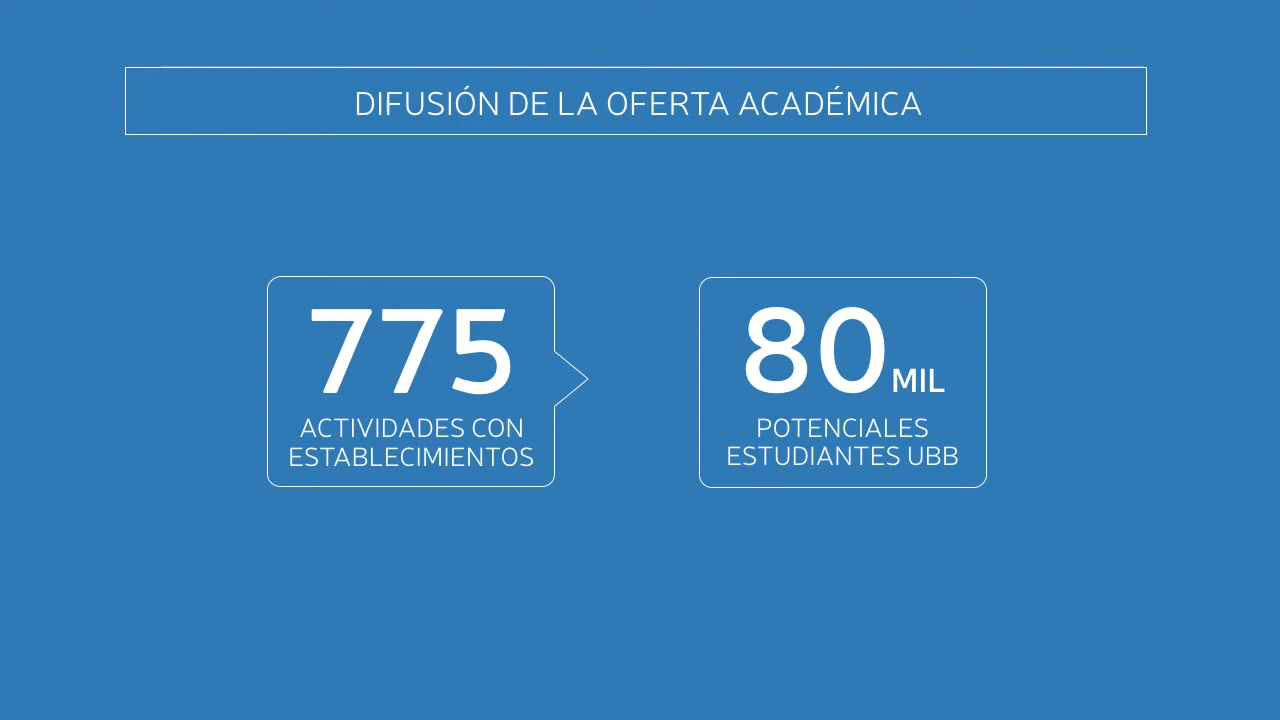 DIFUSIÓN DE LA OFERTA ACADÉMICA
775
ACTIVIDADES CON
ESTABLECIMIENTOS
80 MIL
POTENCIALES
ESTUDIANTES UBB